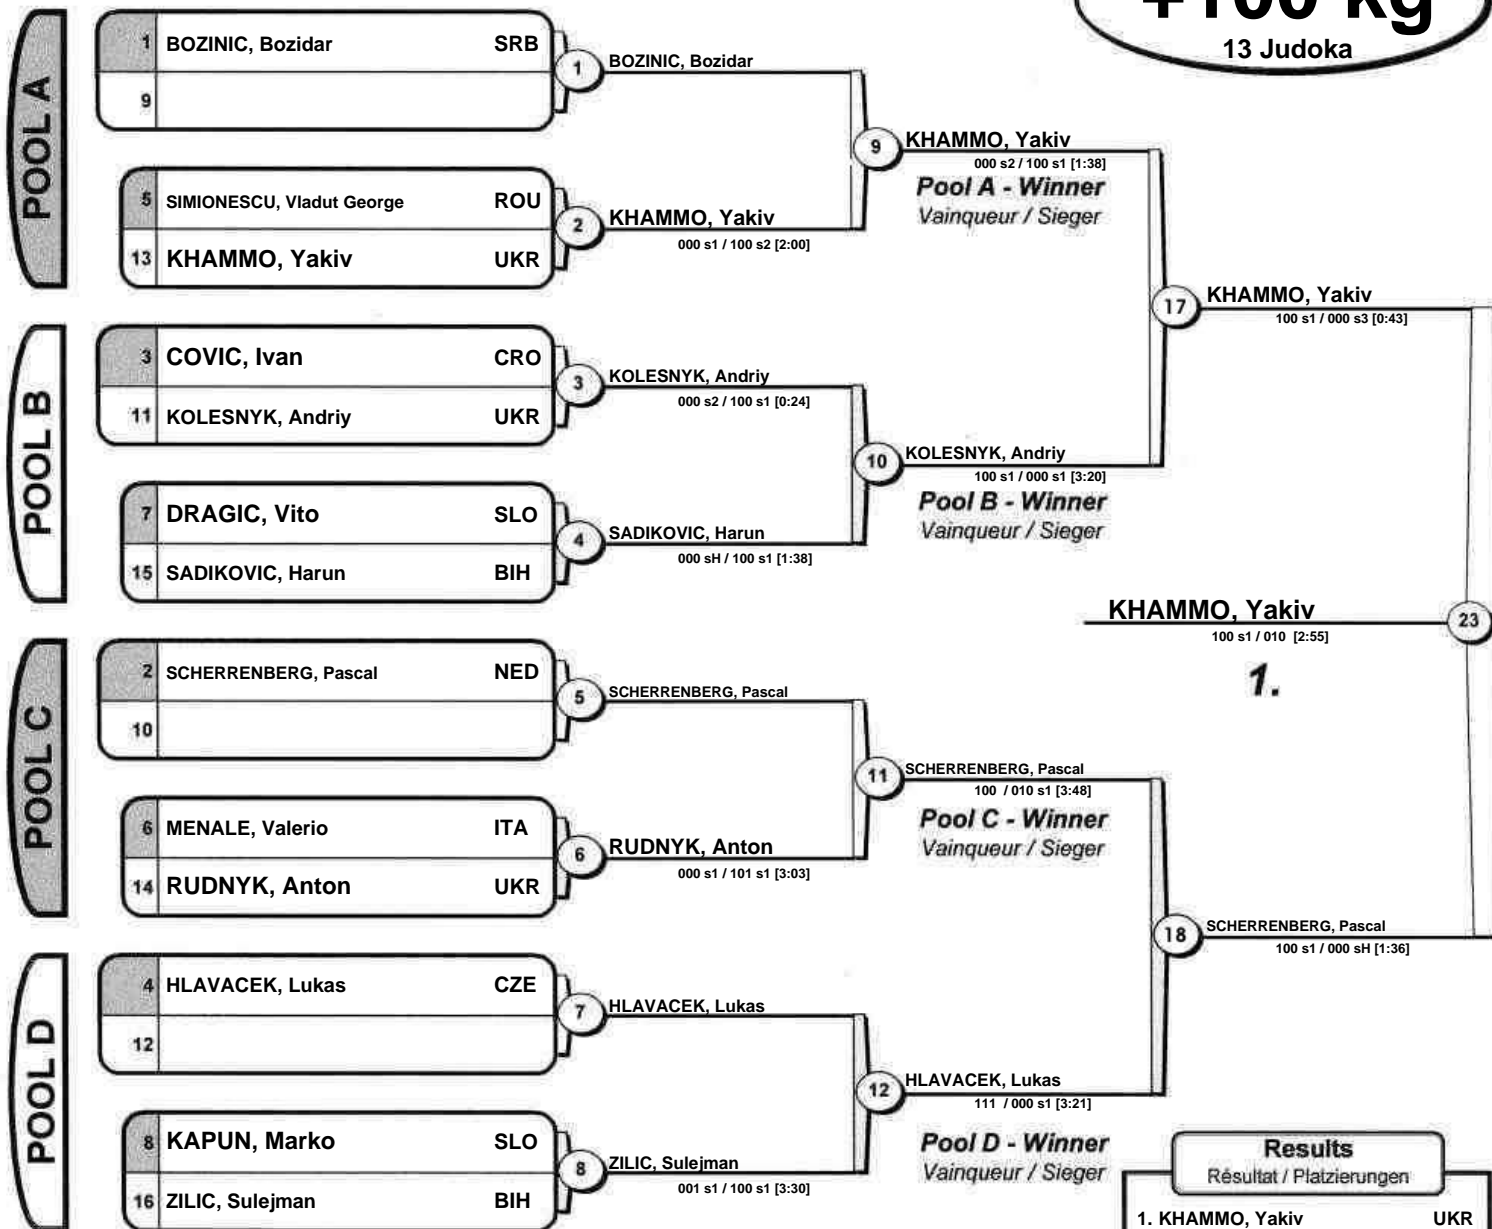 +100 kg
13 Judoka
POOL A
1 BOZINIC, Bozidar SRB
9
1
BOZINIC, Bozidar
5 SIMIONESCU, Vladut George ROU
13 KHAMMO, Yakiv UKR
2
KHAMMO, Yakiv
000 s1 / 100 s2 [2:00]
9
KHAMMO, Yakiv
000 s2 / 100 s1 [1:38]
Pool A - Winner
Vainqueur / Sieger
POOL B
3 COVIC, Ivan CRO
11 KOLESNYK, Andriy UKR
3
KOLESNYK, Andriy
000 s2 / 100 s1 [0:24]
7 DRAGIC, Vito SLO
15 SADIKOVIC, Harun BIH
4
SADIKOVIC, Harun
000 sH / 100 s1 [1:38]
10
KOLESNYK, Andriy
100 s1 / 000 s1 [3:20]
Pool B - Winner
Vainqueur / Sieger
17
KHAMMO, Yakiv
100 s1 / 000 s3 [0:43]
POOL C
2 SCHERRENBERG, Pascal NED
10
5
SCHERRENBERG, Pascal
6 MENALE, Valerio ITA
14 RUDNYK, Anton UKR
6
RUDNYK, Anton
000 s1 / 101 s1 [3:03]
11
SCHERRENBERG, Pascal
100 / 010 s1 [3:48]
Pool C - Winner
Vainqueur / Sieger
POOL D
4 HLAVACEK, Lukas CZE
12
7
HLAVACEK, Lukas
8 KAPUN, Marko SLO
16 ZILIC, Sulejman BIH
8
ZILIC, Sulejman
001 s1 / 100 s1 [3:30]
12
HLAVACEK, Lukas
111 / 000 s1 [3:21]
Pool D - Winner
Vainqueur / Sieger
18
SCHERRENBERG, Pascal
100 s1 / 000 sH [1:36]
KHAMMO, Yakiv
100 s1 / 010 [2:55]
23
1.
Results
Résultat / Platzierungen
1. KHAMMO, Yakiv UKR